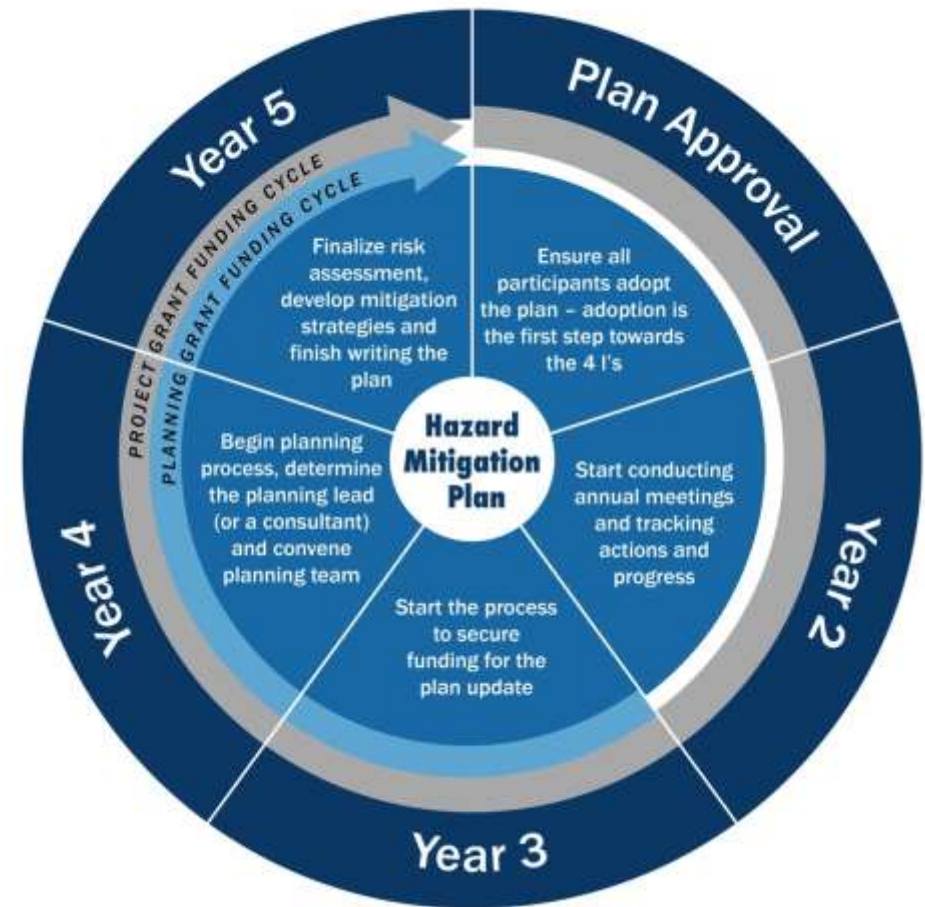 Plan Approval
Ensure all
participants adopt
the plan – adoption is
the first step towards
the 4 I's
Year 2
Start conducting
annual meetings
and tracking
actions and
progress
Year 3
Start the process
to secure
funding for the
plan update
Year 4
Begin planning
process, determine
the planning lead
(or a consultant)
and convene
planning team
Year 5
Finalize risk
assessment,
develop mitigation
strategies and
finish writing the
plan
PROJECT GRANT FUNDING CYCLE
PLANNING GRANT FUNDING CYCLE
Hazard
Mitigation
Plan